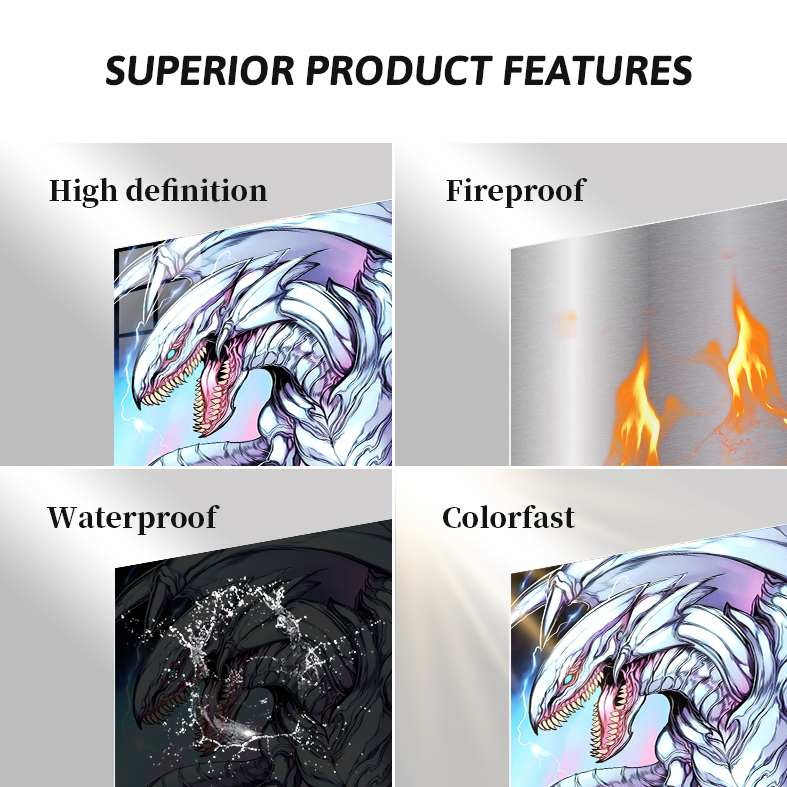 SUPERIOR PRODUCT FEATURES
High definition
Fireproof
Waterproof
Colorfast